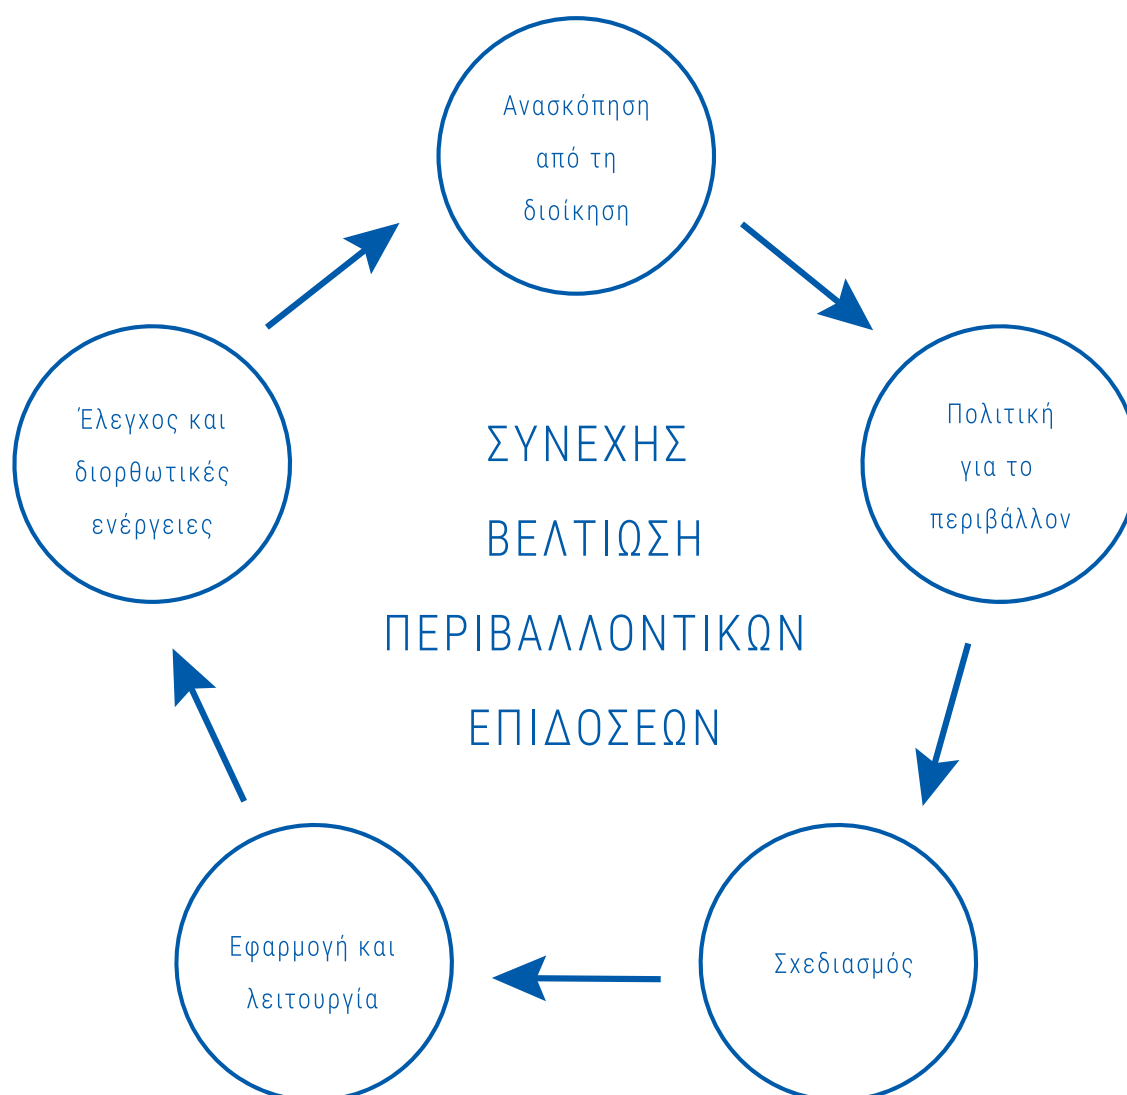 Ανασκόπηση
από τη
διοίκηση
Πολιτική
για το
περιβάλλον
Σχεδιασμός
Εφαρμογή και
λειτουργία
Έλεγχος και
διορθωτικές
ενέργειες
ΣΥΝΕΧΗΣ
ΒΕΛΤΙΩΣΗ
ΠΕΡΙΒΑΛΛΟΝΤΙΚΩΝ
ΕΠΙΔΟΣΕΩΝ